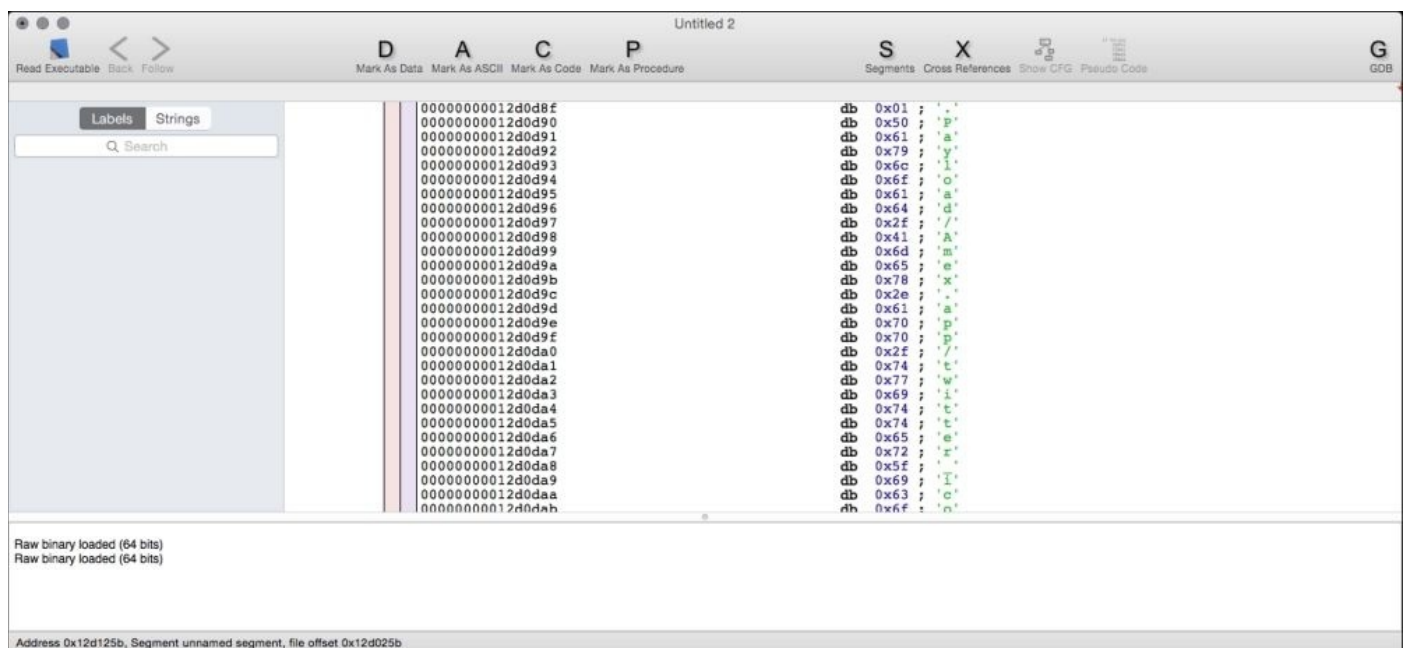 Untitled 2
D A C P S X G
Read Executable Back Follow Mark As Data Mark As ASCII Mark As Code Mark As Procedure Segments Cross References Show CFG Pseudo Code GDB
Labels Strings
Search
00000000012d0d8f db 0x01 ; '.'
00000000012d0d90 db 0x50 ; 'P'
00000000012d0d91 db 0x61 ; 'a'
00000000012d0d92 db 0x79 ; 'y'
00000000012d0d93 db 0x6c ; 'l'
00000000012d0d94 db 0x6f ; 'o'
00000000012d0d95 db 0x61 ; 'a'
00000000012d0d96 db 0x64 ; 'd'
00000000012d0d97 db 0x2f ; '/'
00000000012d0d98 db 0x41 ; 'A'
00000000012d0d99 db 0x6d ; 'm'
00000000012d0d9a db 0x65 ; 'e'
00000000012d0d9b db 0x78 ; 'x'
00000000012d0d9c db 0x2e ; '.'
00000000012d0d9d db 0x61 ; 'a'
00000000012d0d9e db 0x70 ; 'p'
00000000012d0d9f db 0x70 ; 'p'
00000000012d0da0 db 0x2f ; '/'
00000000012d0da1 db 0x74 ; 't'
00000000012d0da2 db 0x77 ; 'w'
00000000012d0da3 db 0x69 ; 'i'
00000000012d0da4 db 0x74 ; 't'
00000000012d0da5 db 0x74 ; 't'
00000000012d0da6 db 0x65 ; 'e'
00000000012d0da7 db 0x72 ; 'r'
00000000012d0da8 db 0x5f ; '_'
00000000012d0da9 db 0x69 ; 'i'
00000000012d0daa db 0x63 ; 'c'
00000000012d0dab db 0x6f ; 'o'
Raw binary loaded (64 bits)
Raw binary loaded (64 bits)
Address 0x12d125b, Segment unnamed segment, file offset 0x12d025b